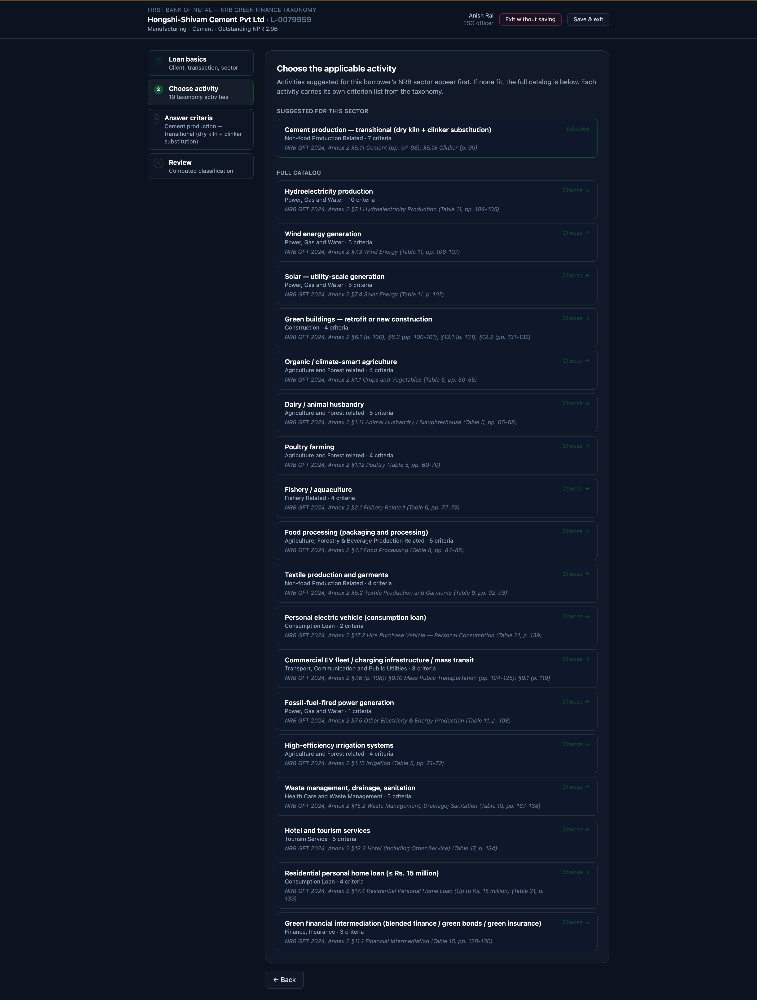 FIRST BANK OF NEPAL — NRB GREEN FINANCE TAXONOMY
Hongshi-Shivam Cement Pvt Ltd · L-0079959
Manufacturing - Cement · Outstanding NPR 2.9B
Anish Rai
ESG officer
Exit without saving
Save & exit
1
Loan basics
Client, transaction, sector
2
Choose activity
19 taxonomy activities
3
Answer criteria
Cement production —
transitional (dry kiln + clinker
substitution)
4
Review
Computed classification
Choose the applicable activity
Activities suggested for this borrower’s NRB sector appear first. If none fit, the full catalog is below. Each
activity carries its own criterion list from the taxonomy.
SUGGESTED FOR THIS SECTOR
Cement production — transitional (dry kiln + clinker substitution)
Selected
Non-food Production Related · 7 criteria
NRB GFT 2024, Annex 2 §5.11 Cement (pp. 97-98); §5.18 Clinker (p. 99)
FULL CATALOG
Hydroelectricity production
Choose →
Power, Gas and Water · 10 criteria
NRB GFT 2024, Annex 2 §7.1 Hydroelectricity Production (Table 11, pp. 104-105)
Wind energy generation
Choose →
Power, Gas and Water · 5 criteria
NRB GFT 2024, Annex 2 §7.3 Wind Energy (Table 11, pp. 106-107)
Solar — utility-scale generation
Choose →
Power, Gas and Water · 5 criteria
NRB GFT 2024, Annex 2 §7.4 Solar Energy (Table 11, p. 107)
Green buildings — retrofit or new construction
Choose →
Construction · 4 criteria
NRB GFT 2024, Annex 2 §6.1 (p. 100), §6.2 (pp. 100-101), §12.1 (p. 131), §12.2 (pp. 131-132)
Organic / climate-smart agriculture
Choose →
Agriculture and Forest related · 4 criteria
NRB GFT 2024, Annex 2 §1.1 Crops and Vegetables (Table 5, pp. 50-55)
Dairy / animal husbandry
Choose →
Agriculture and Forest related · 5 criteria
NRB GFT 2024, Annex 2 §1.11 Animal Husbandry / Slaughterhouse (Table 5, pp. 65-68)
Poultry farming
Choose →
Agriculture and Forest related · 4 criteria
NRB GFT 2024, Annex 2 §1.12 Poultry (Table 5, pp. 69-70)
Fishery / aquaculture
Choose →
Fishery Related · 4 criteria
NRB GFT 2024, Annex 2 §2.1 Fishery Related (Table 6, pp. 77-79)
Food processing (packaging and processing)
Choose →
Agriculture, Forestry & Beverage Production Related · 5 criteria
NRB GFT 2024, Annex 2 §4.1 Food Processing (Table 8, pp. 84-85)
Textile production and garments
Choose →
Non-food Production Related · 4 criteria
NRB GFT 2024, Annex 2 §5.2 Textile Production and Garments (Table 9, pp. 92-93)
Personal electric vehicle (consumption loan)
Choose →
Consumption Loan · 2 criteria
NRB GFT 2024, Annex 2 §17.2 Hire Purchase Vehicle — Personal Consumption (Table 21, p. 139)
Commercial EV fleet / charging infrastructure / mass transit
Choose →
Transport, Communication and Public Utilities · 3 criteria
NRB GFT 2024, Annex 2 §7.6 (p. 108); §9.10 Mass Public Transportation (pp. 124-125); §9.1 (p. 119)
Fossil-fuel-fired power generation
Choose →
Power, Gas and Water · 1 criteria
NRB GFT 2024, Annex 2 §7.5 Other Electricity & Energy Production (Table 11, p. 108)
High-efficiency irrigation systems
Choose →
Agriculture and Forest related · 4 criteria
NRB GFT 2024, Annex 2 §1.15 Irrigation (Table 5, pp. 71-72)
Waste management, drainage, sanitation
Choose →
Health Care and Waste Management · 5 criteria
NRB GFT 2024, Annex 2 §15.2 Waste Management; Drainage; Sanitation (Table 19, pp. 137-138)
Hotel and tourism services
Choose →
Tourism Service · 5 criteria
NRB GFT 2024, Annex 2 §13.2 Hotel (Including Other Service) (Table 17, p. 134)
Residential personal home loan (≤ Rs. 15 million)
Choose →
Consumption Loan · 4 criteria
NRB GFT 2024, Annex 2 §17.4 Residential Personal Home Loan (Up to Rs. 15 million) (Table 21, p.
139)
Green financial intermediation (blended finance / green bonds / green insurance)
Choose →
Finance, Insurance · 3 criteria
NRB GFT 2024, Annex 2 §11.1 Financial Intermediation (Table 15, pp. 128-130)
← Back